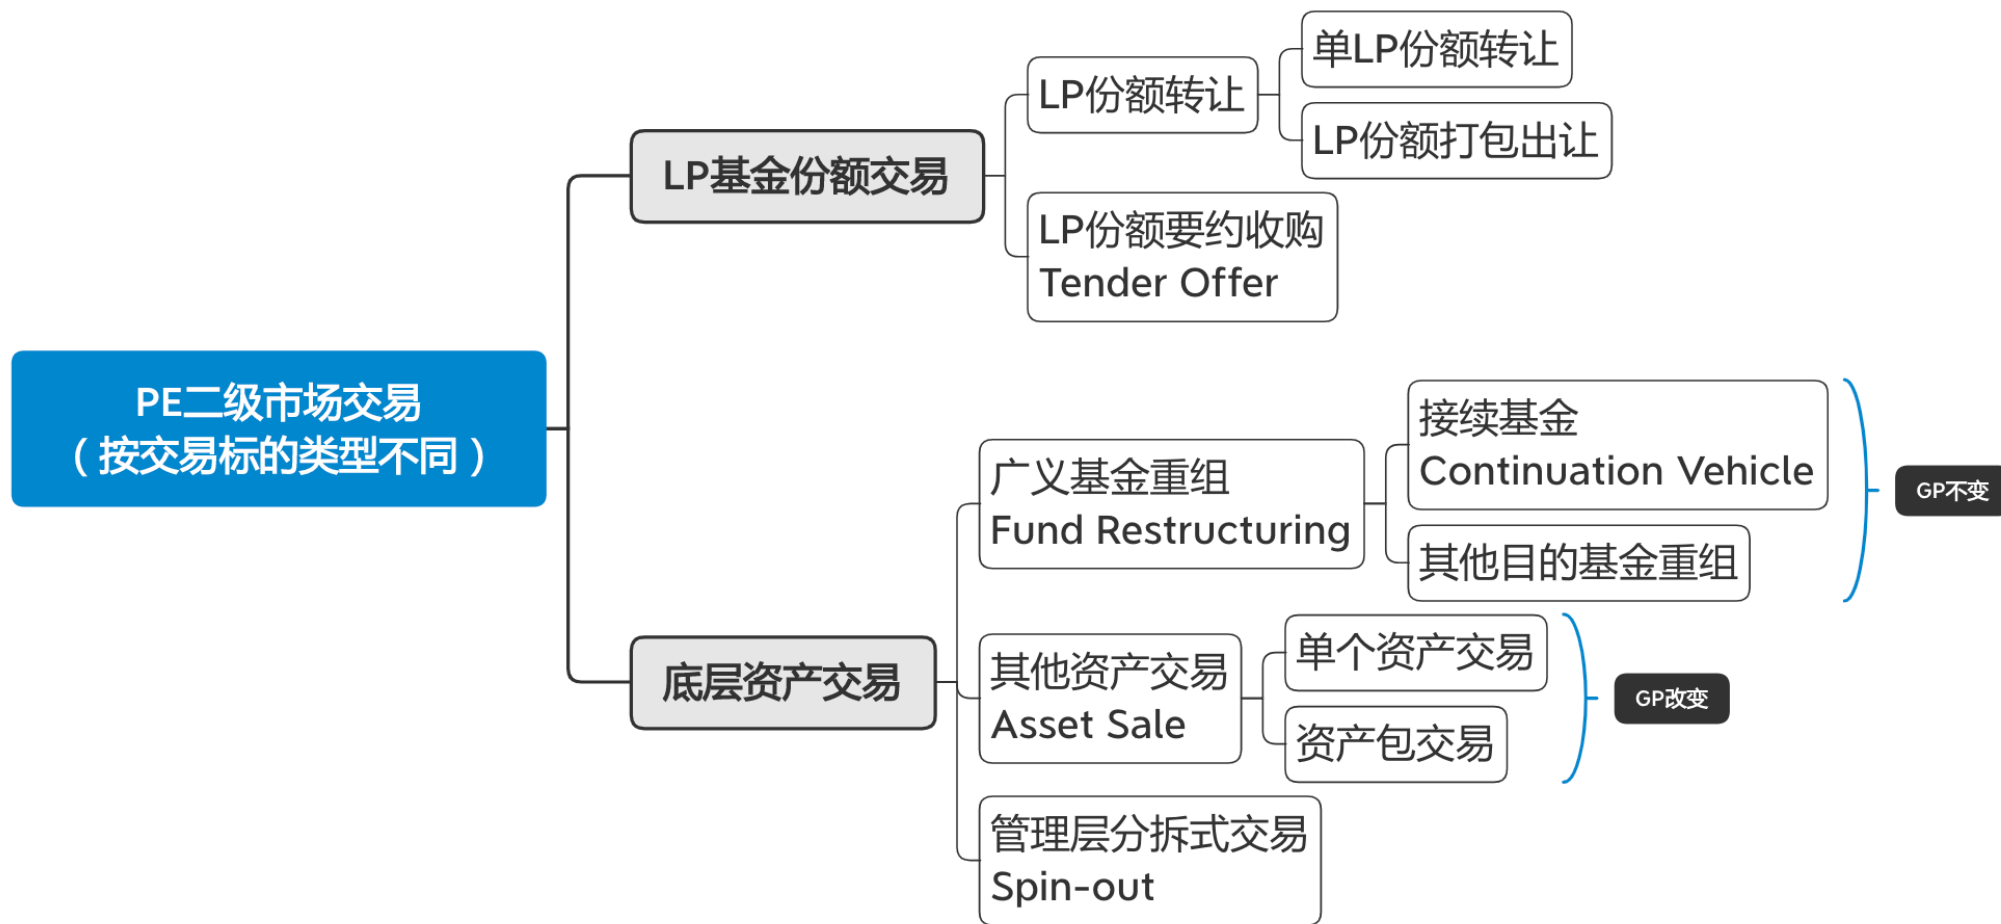 PE二级市场交易
（按交易标的类型不同）
LP基金份额交易
LP份额转让
单LP份额转让
LP份额打包出让
LP份额要约收购
Tender Offer
底层资产交易
广义基金重组
Fund Restructuring
接续基金
Continuation Vehicle
其他目的基金重组
GP不变
其他资产交易
Asset Sale
单个资产交易
资产包交易
GP改变
管理层分拆式交易
Spin-out